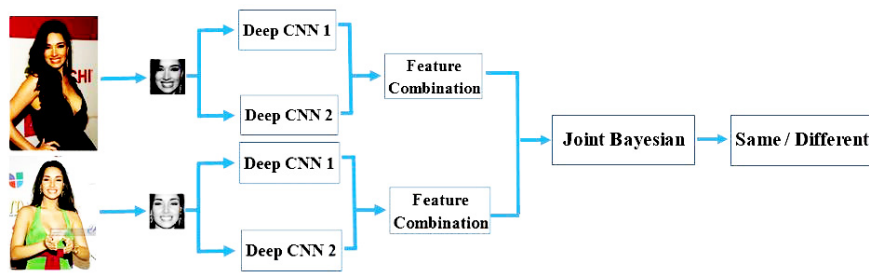 CHI
Deep CNN 1
Deep CNN 2
Feature
Combination
Deep CNN 1
Deep CNN 2
Feature
Combination
Joint Bayesian
Same / Different